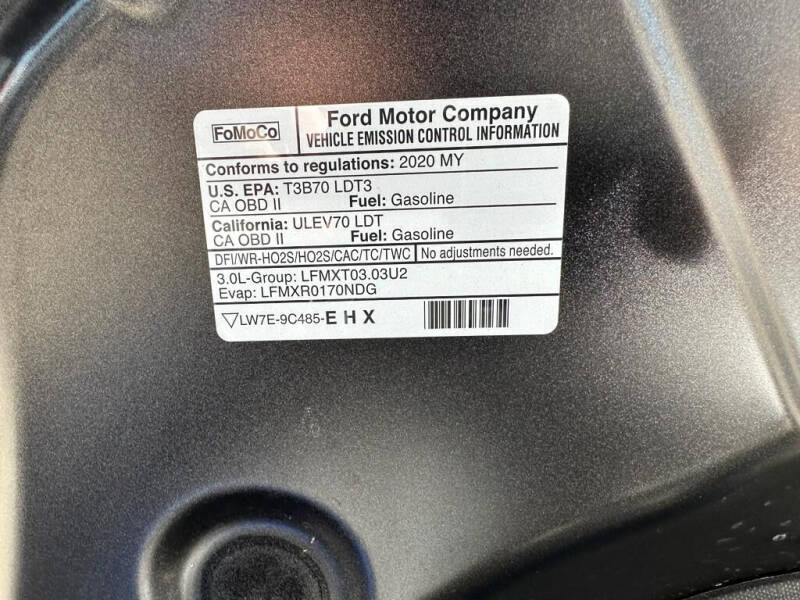 FoMoCo
Ford Motor Company
VEHICLE EMISSION CONTROL INFORMATION
Conforms to regulations: 2020 MY
U.S. EPA: T3B70 LDT3
CA OBD II Fuel: Gasoline
California: ULEV70 LDT
CA OBD II Fuel: Gasoline
DFI/WR-HO2S/HO2S/CAC/TC/TWC No adjustments needed.
3.0L-Group: LFMXT03.03U2
Evap: LFMXR0170NDG
LW7E-9C485-EHX